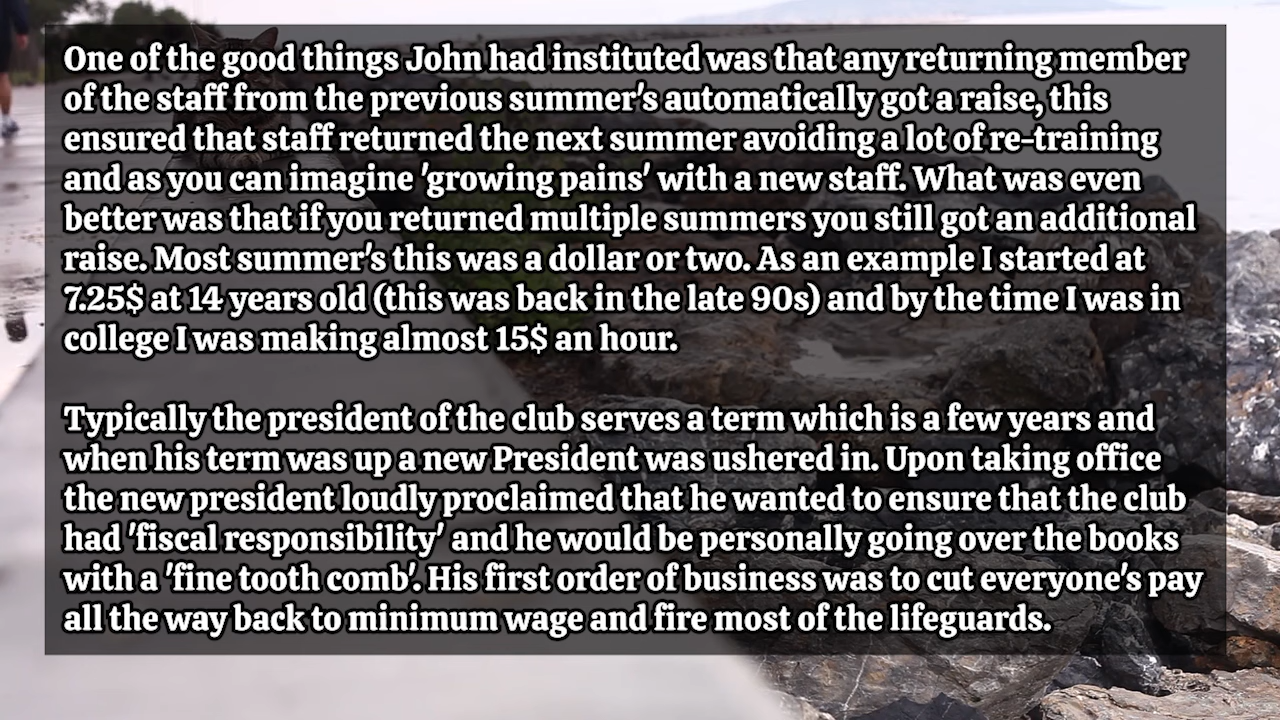 One of the good things John had instituted was that any returning member
of the staff from the previous summer's automatically got a raise, this
ensured that staff returned the next summer avoiding a lot of re-training
and as you can imagine 'growing pains' with a new staff. What was even
better was that if you returned multiple summers you still got an additional
raise. Most summer's this was a dollar or two. As an example I started at
7.25$ at 14 years old (this was back in the late 90s) and by the time I was in
college I was making almost 15$ an hour.
Typically the president of the club serves a term which is a few years and
when his term was up a new President was ushered in. Upon taking office
the new president loudly proclaimed that he wanted to ensure that the club
had 'fiscal responsibility' and he would be personally going over the books
with a 'fine tooth comb'. His first order of business was to cut everyone's pay
all the way back to minimum wage and fire most of the lifeguards.